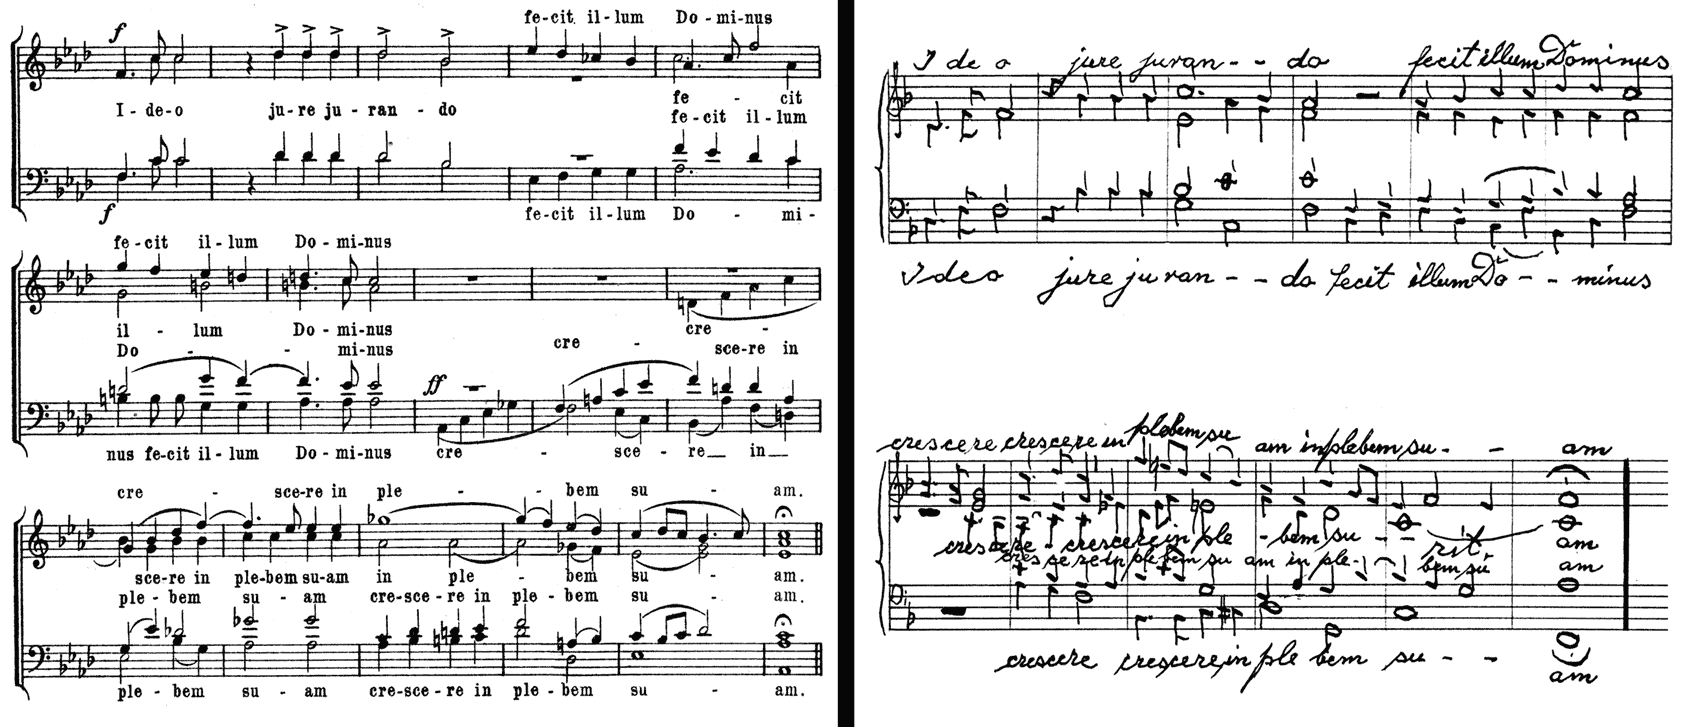 fe-cit il-lum Do-mi-nus
f
fe - cit
I-de-o ju-re ju-ran-do
fe-cit il-lum
f
fe-cit il-lum Do - mi-
fe-cit il-lum Do-mi-nus
il - lum Do-mi-nus cre -
Do - - mi-nus cre - sce-re in
ff
nus fe-cit il-lum Do-mi-nus cre - sce-re in
cre - sce-re in ple - - bem su - am.
sce-re in ple-bem su-am in ple - bem su - am.
ple-bem su-am cre-sce-re in ple-bem su - am.
ple-bem su-am cre-sce-re in ple-bem su - am.
I de o jure juran-- do fecit illum Dominus
I de o jure juran-- do fecit illum Do-- minus
crescere crescere in plebem su am in plebem su-- am
crescere - crescere in ple - bem su - rit. am
crescere in plebem su am in ple-- bem su am
crescere crescere in ple bem su-- am